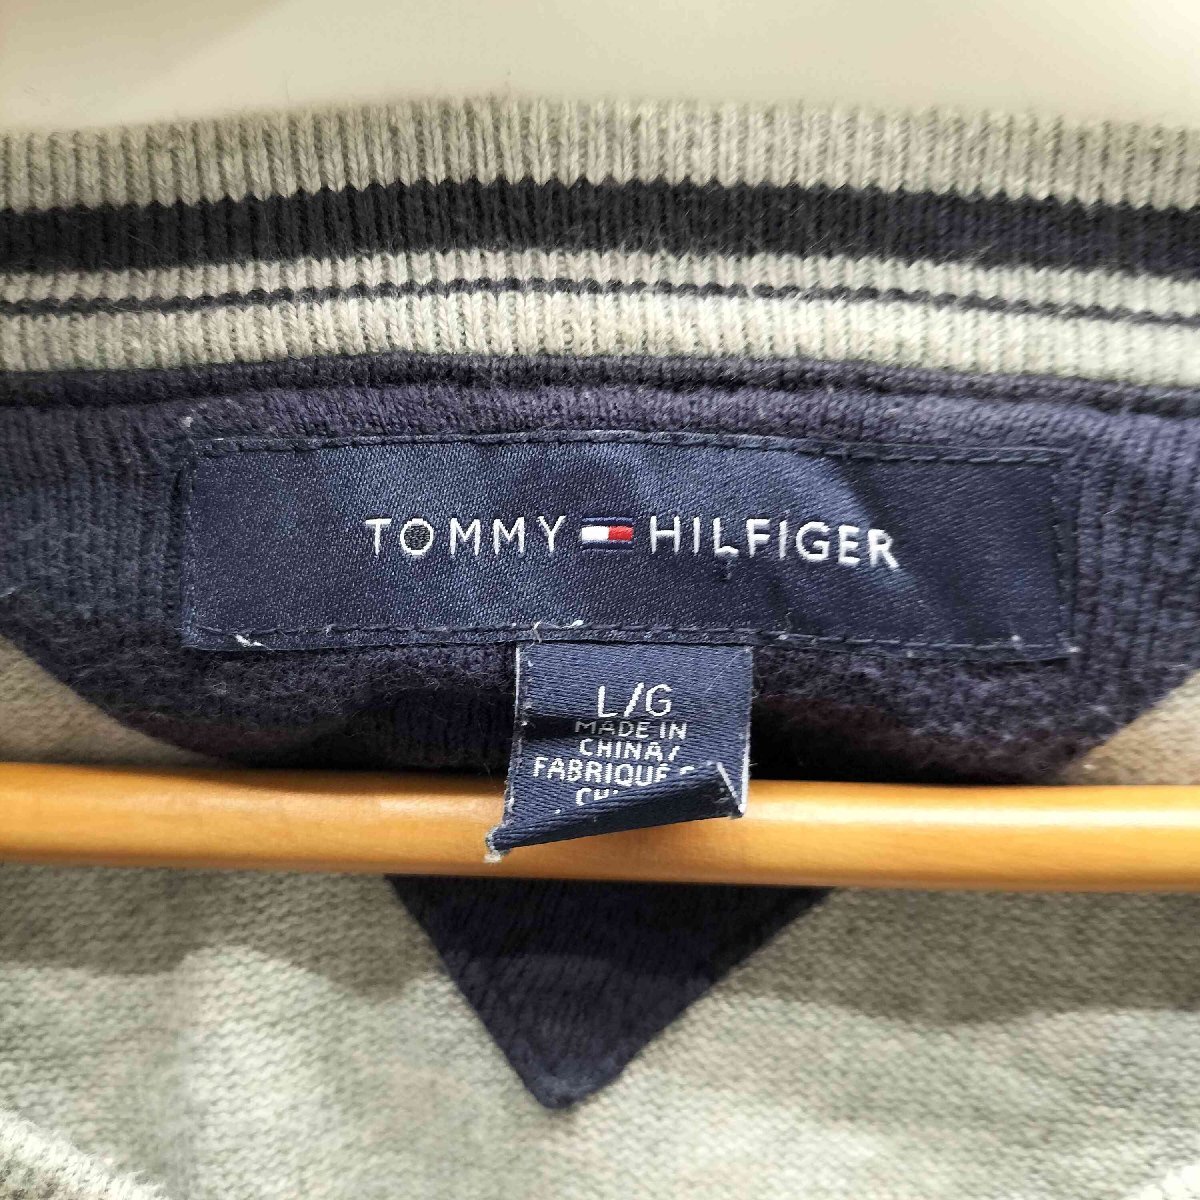 TOMMY HILFIGER
L/G
MADE IN
CHINA/
FABRIQUÉ